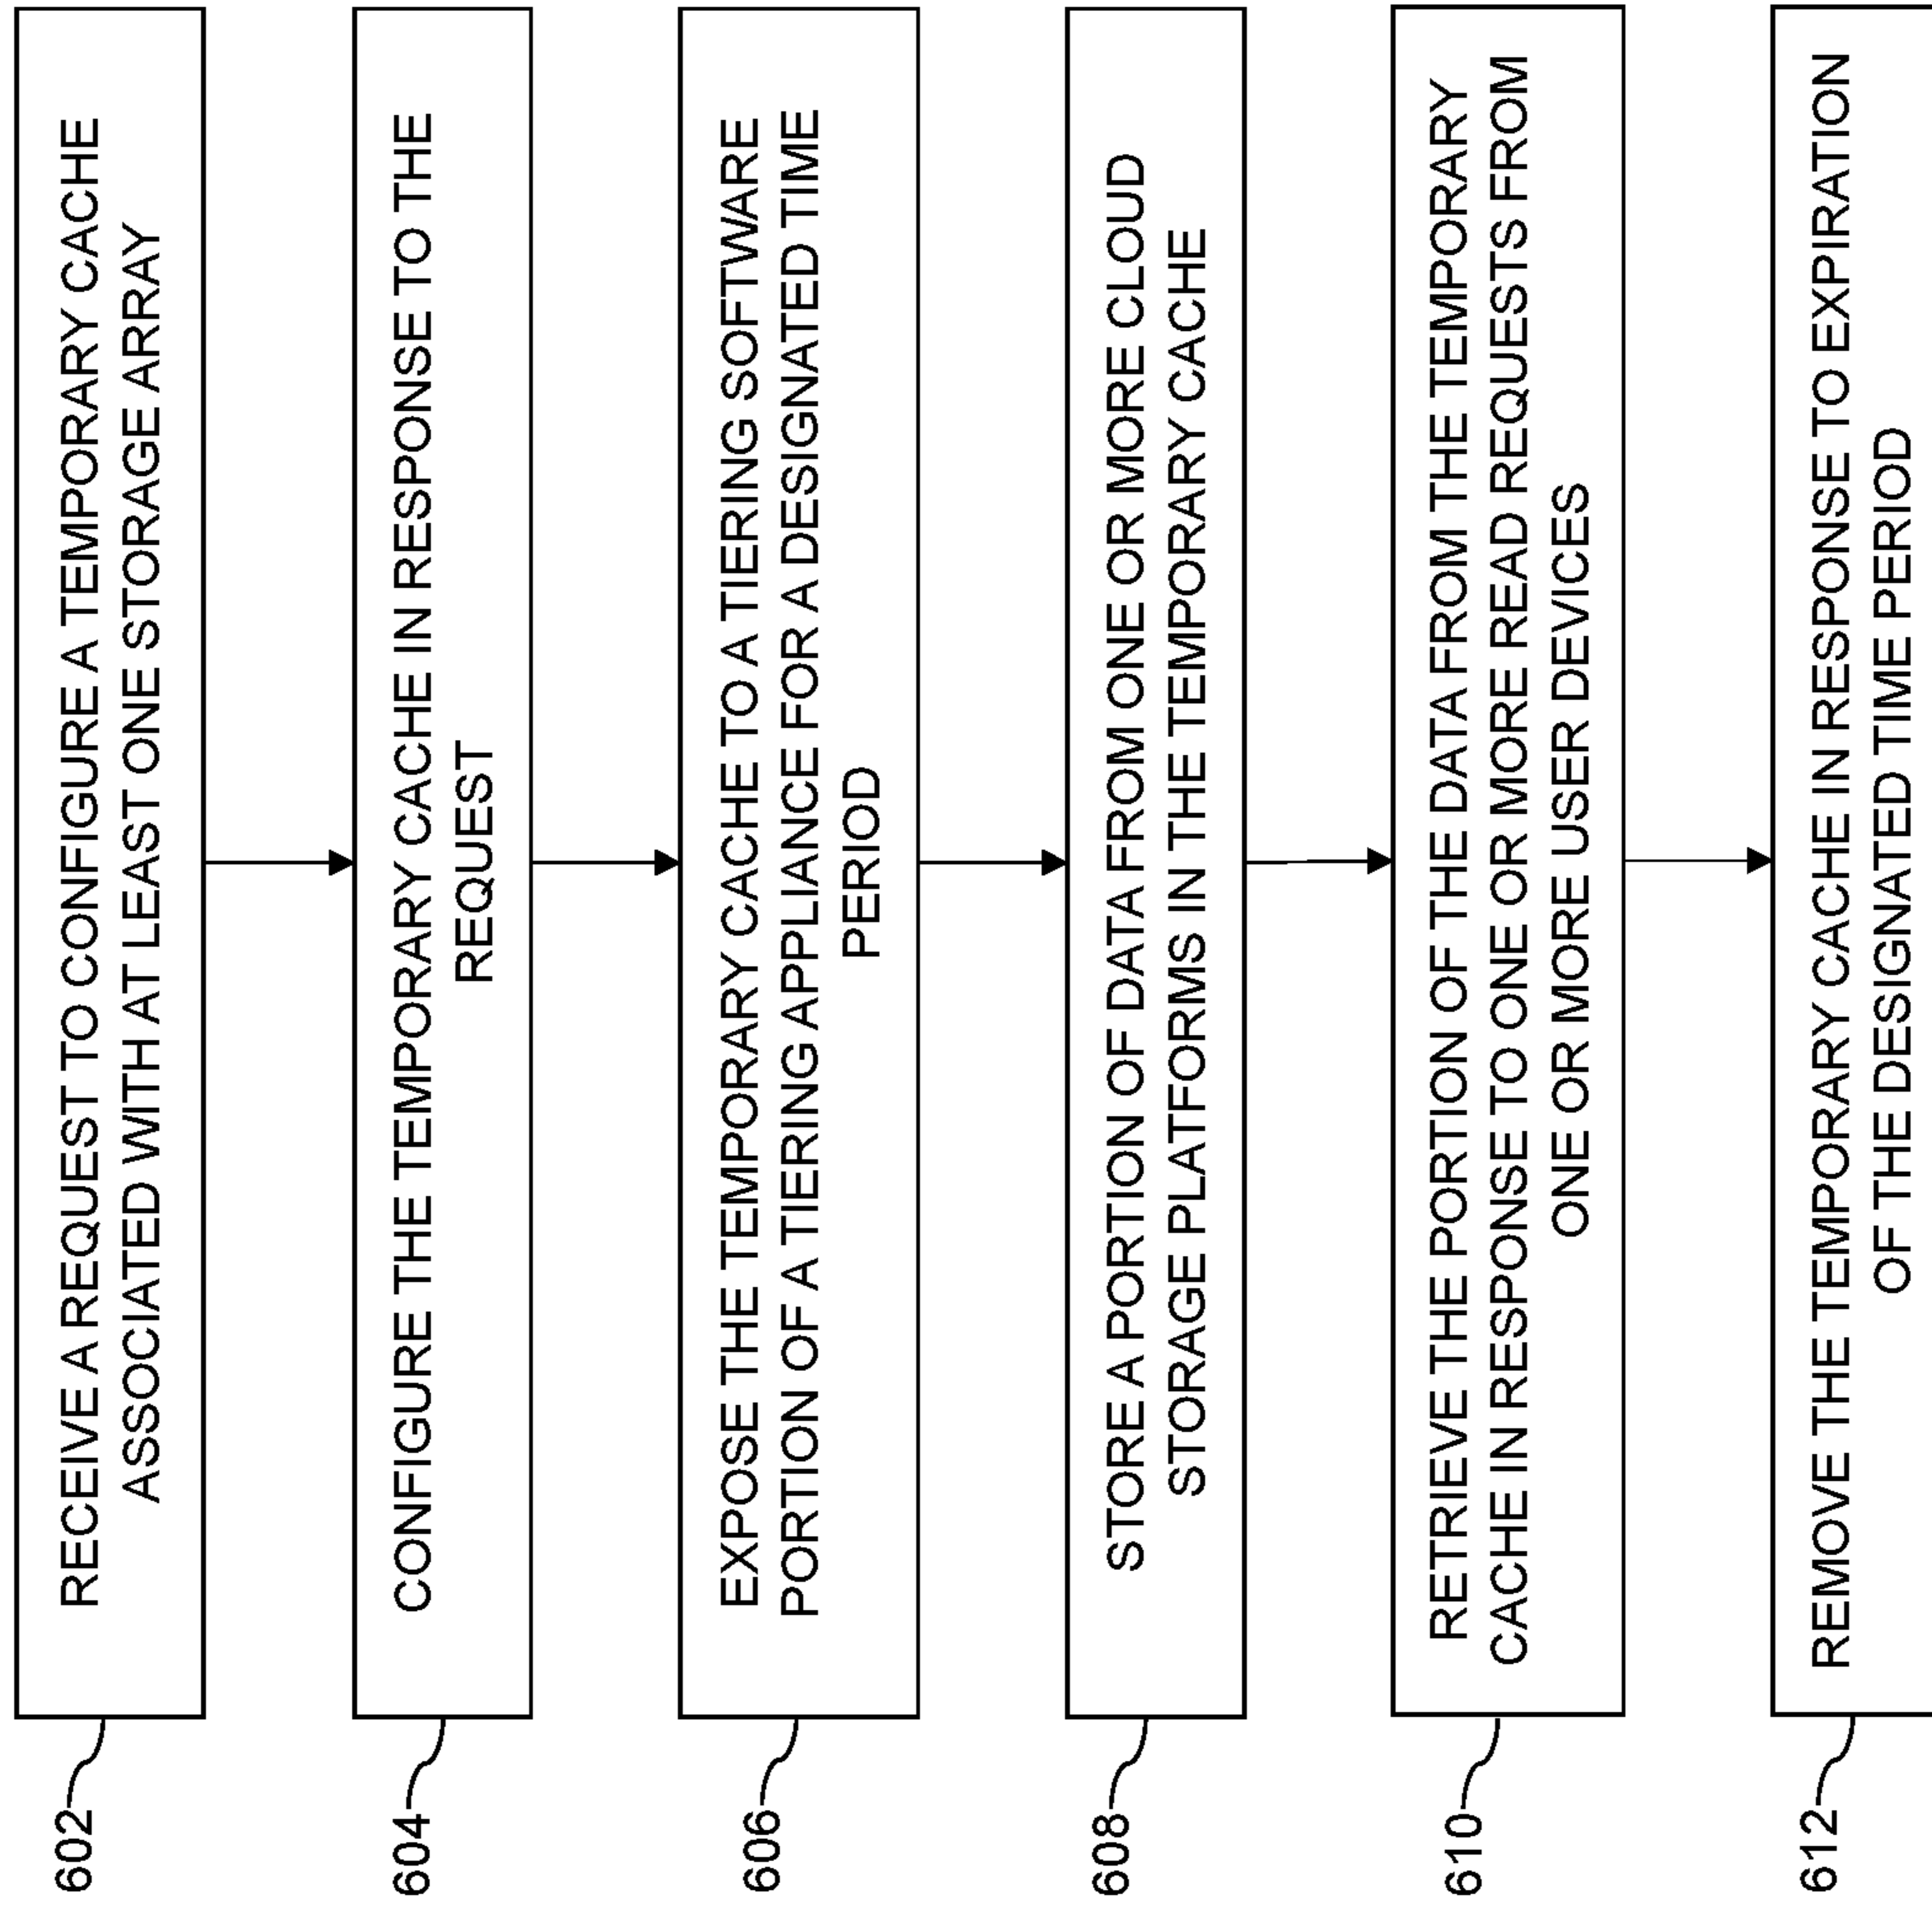 602
RECEIVE A REQUEST TO CONFIGURE A TEMPORARY CACHE
ASSOCIATED WITH AT LEAST ONE STORAGE ARRAY
604
CONFIGURE THE TEMPORARY CACHE IN RESPONSE TO THE
REQUEST
606
EXPOSE THE TEMPORARY CACHE TO A TIERING SOFTWARE
PORTION OF A TIERING APPLIANCE FOR A DESIGNATED TIME
PERIOD
608
STORE A PORTION OF DATA FROM ONE OR MORE CLOUD
STORAGE PLATFORMS IN THE TEMPORARY CACHE
610
RETRIEVE THE PORTION OF THE DATA FROM THE TEMPORARY
CACHE IN RESPONSE TO ONE OR MORE READ REQUESTS FROM
ONE OR MORE USER DEVICES
612
REMOVE THE TEMPORARY CACHE IN RESPONSE TO EXPIRATION
OF THE DESIGNATED TIME PERIOD